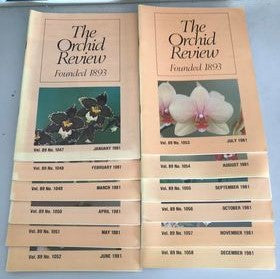 The
Orchid
Review
Founded 1893
Vol. 89 No. 1047 JANUARY 1981
Vol. 89 No. 1048 FEBRUARY 1981
Vol. 89 No. 1049 MARCH 1981
Vol. 89 No. 1050 APRIL 1981
Vol. 89 No. 1051 MAY 1981
Vol. 89 No. 1052 JUNE 1981
The
Orchid
Review
Founded 1893
Vol. 89 No. 1053 JULY 1981
Vol. 89 No. 1054 AUGUST 1981
Vol. 89 No. 1055 SEPTEMBER 1981
Vol. 89 No. 1056 OCTOBER 1981
Vol. 89 No. 1057 NOVEMBER 1981
Vol. 89 No. 1058 DECEMBER 1981